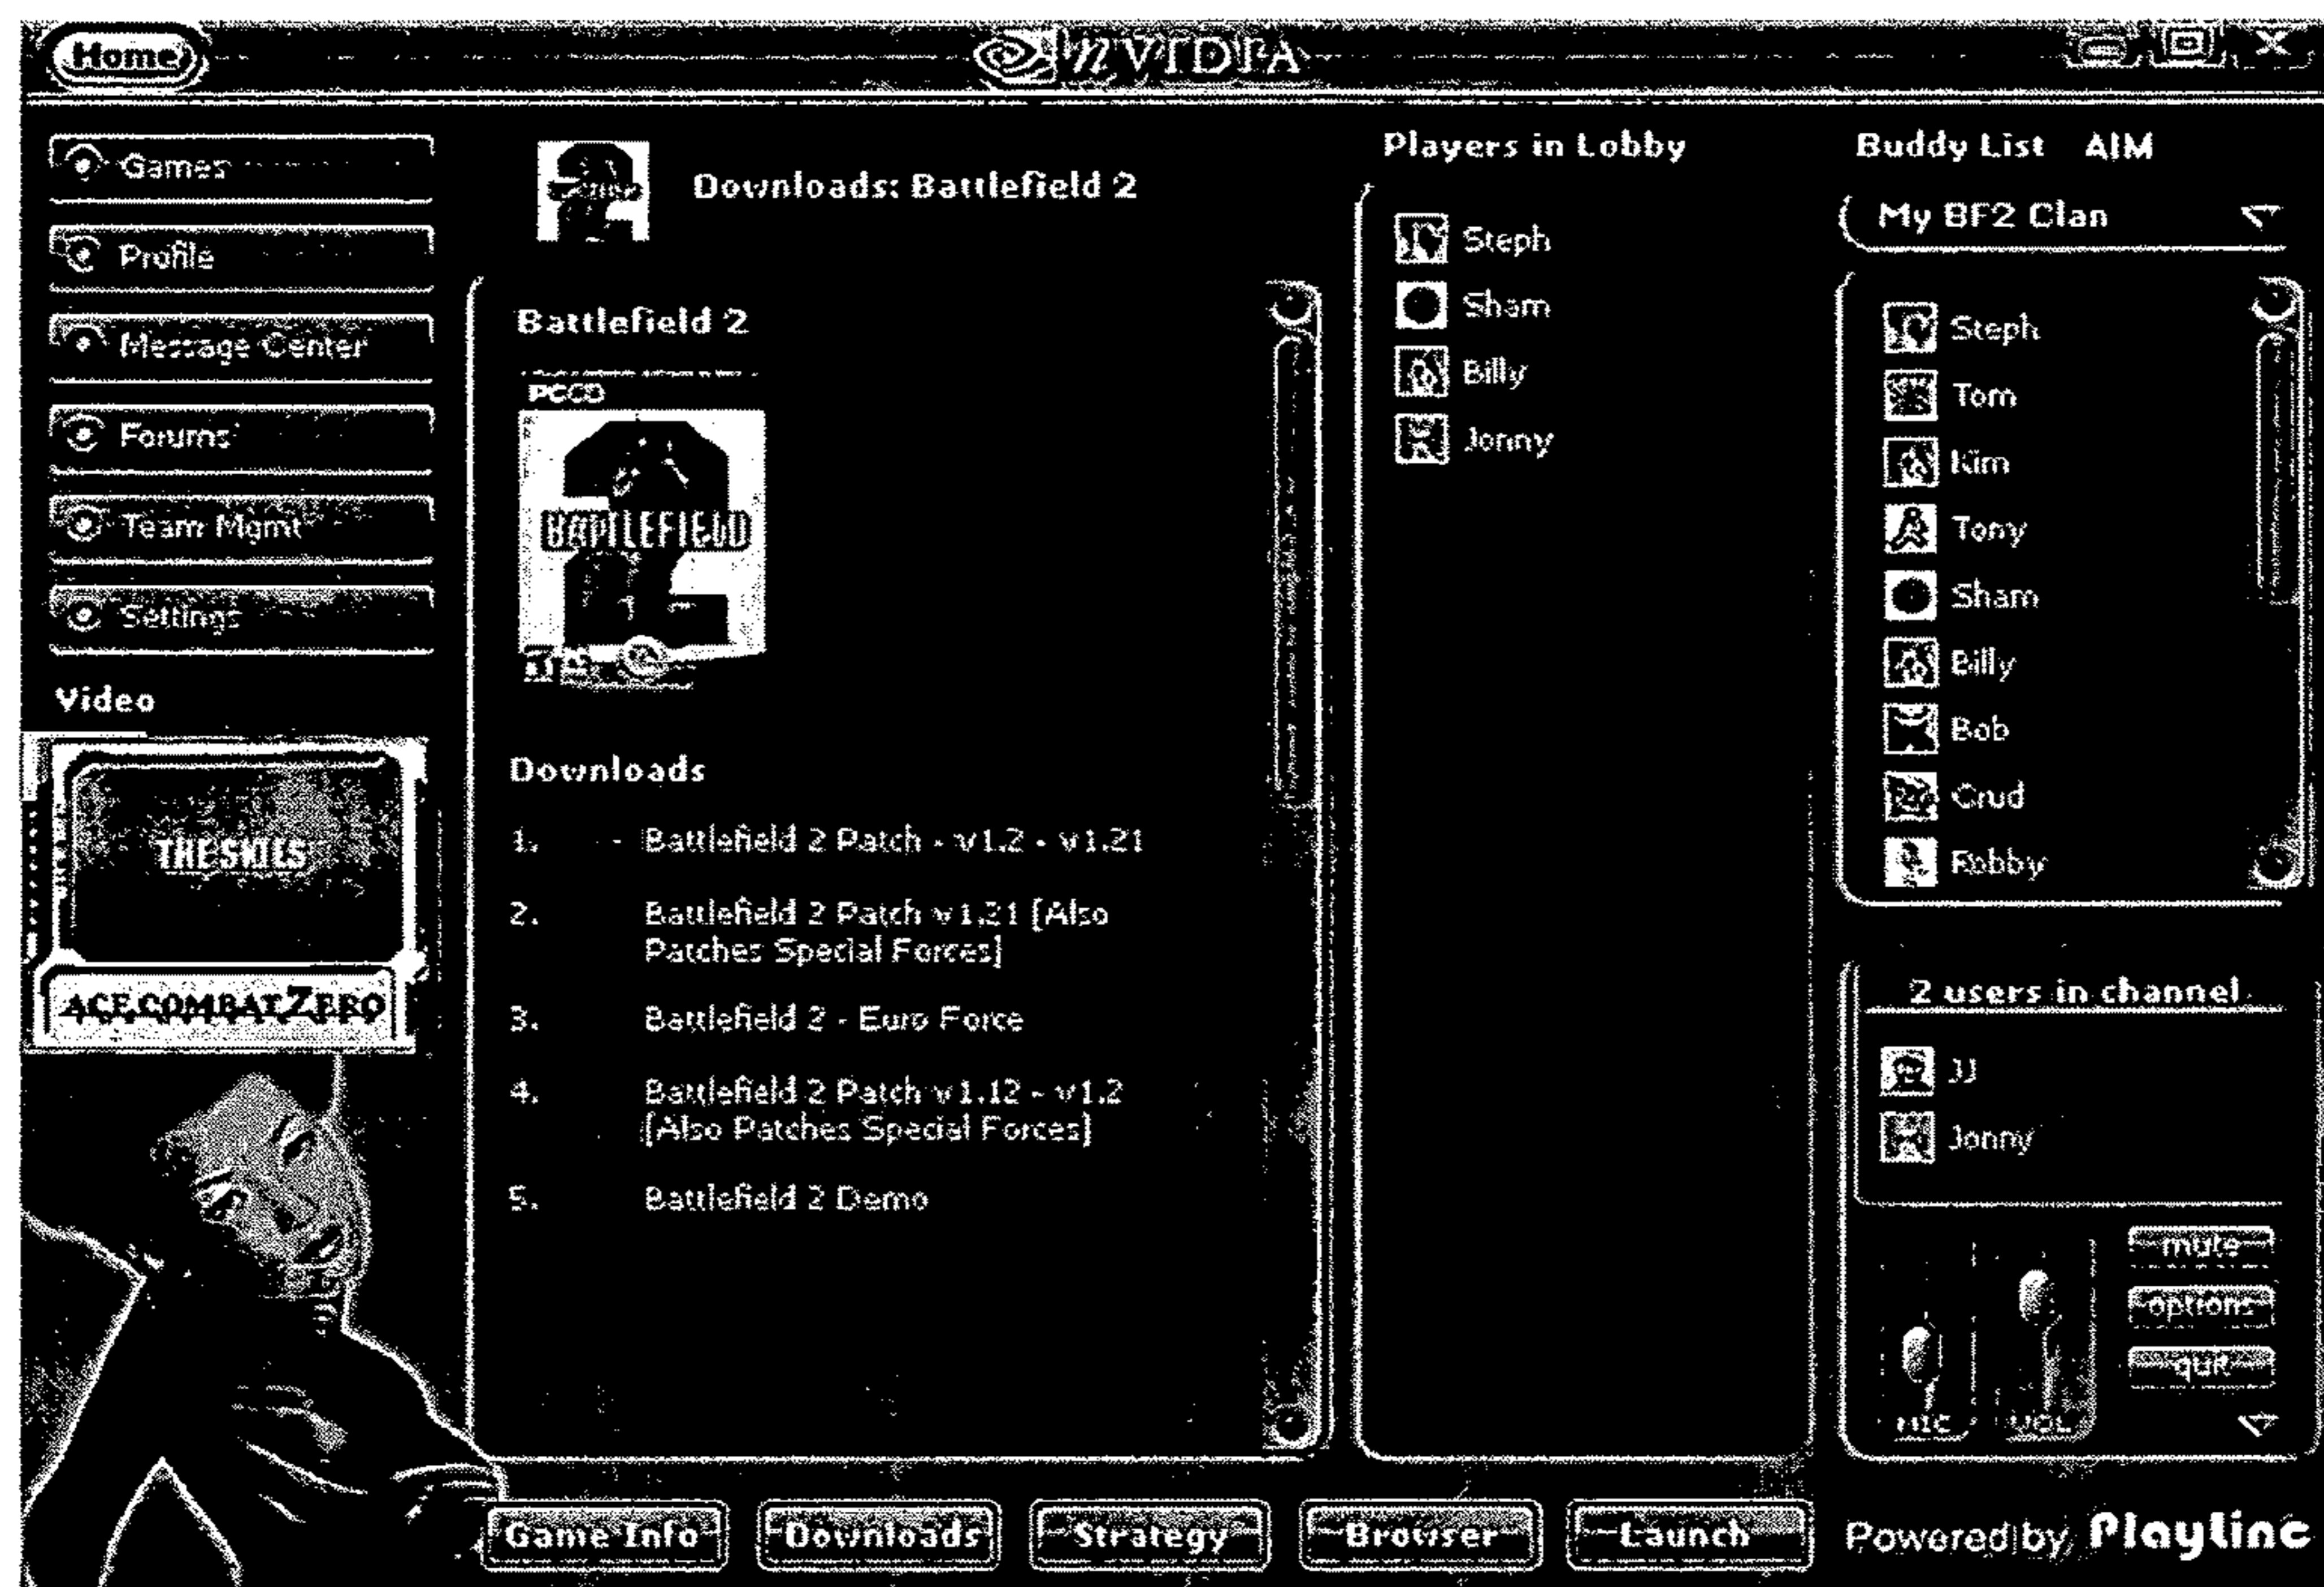 Home
nVIDIA
Games
Profile
Message Center
Forums
Team Mgmt
Settings
Video
THE SKIES
ACE COMBAT ZERO
Downloads: Battlefield 2
Battlefield 2
PCCD
BATTLEFIELD
2
Downloads
1. - Battlefield 2 Patch - v1.2 - v1.21
2. Battlefield 2 Patch v1.21 [Also
Patches Special Forces]
3. Battlefield 2 - Euro Force
4. Battlefield 2 Patch v1.12 - v1.2
[Also Patches Special Forces]
5. Battlefield 2 Demo
Players in Lobby
Steph
Sham
Billy
Jonny
Buddy List AIM
My BF2 Clan
Steph
Tom
Kim
Tony
Sham
Billy
Bob
Crud
Robby
2 users in channel
JJ
Jonny
mute
options
quit
MIC VOL
Game Info Downloads Strategy Browser Launch
Powered by Playlinc